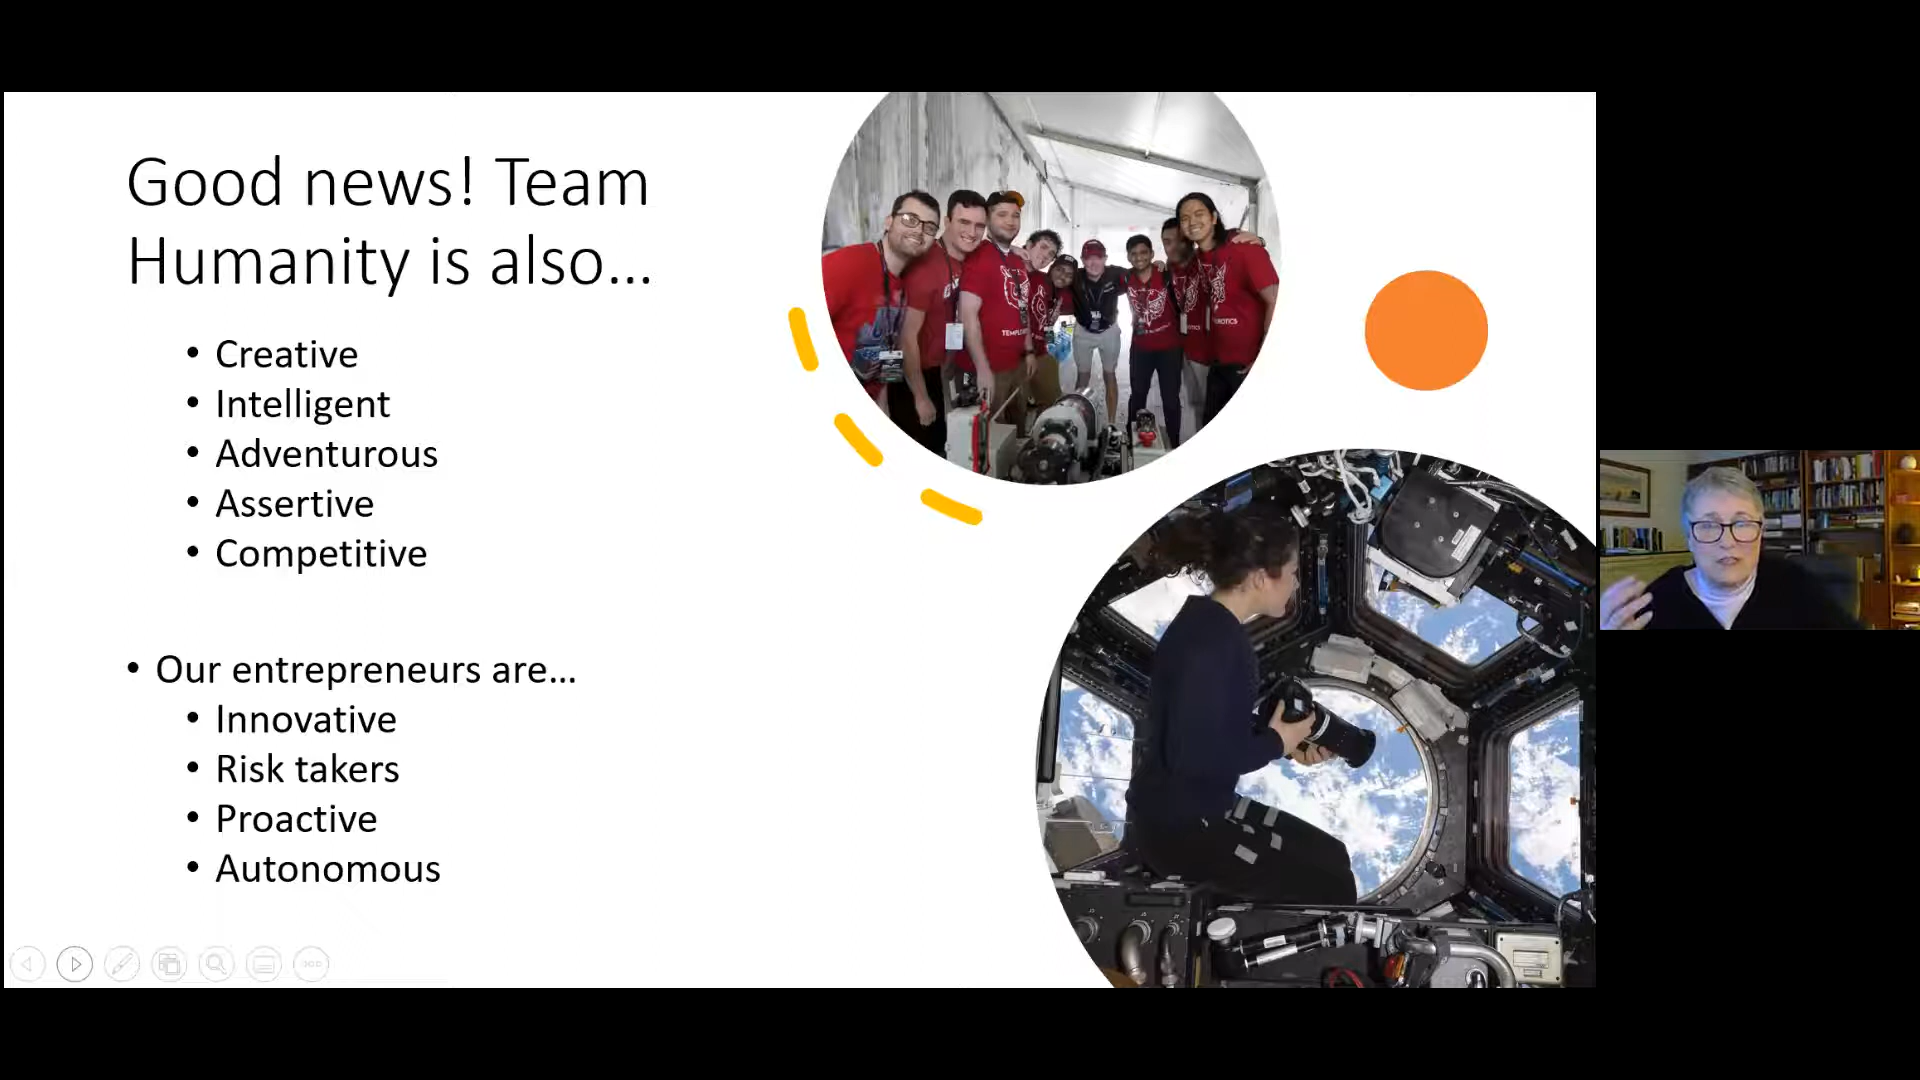 Good news! Team
Humanity is also...
• Creative
• Intelligent
• Adventurous
• Assertive
• Competitive
• Our entrepreneurs are...
• Innovative
• Risk takers
• Proactive
• Autonomous